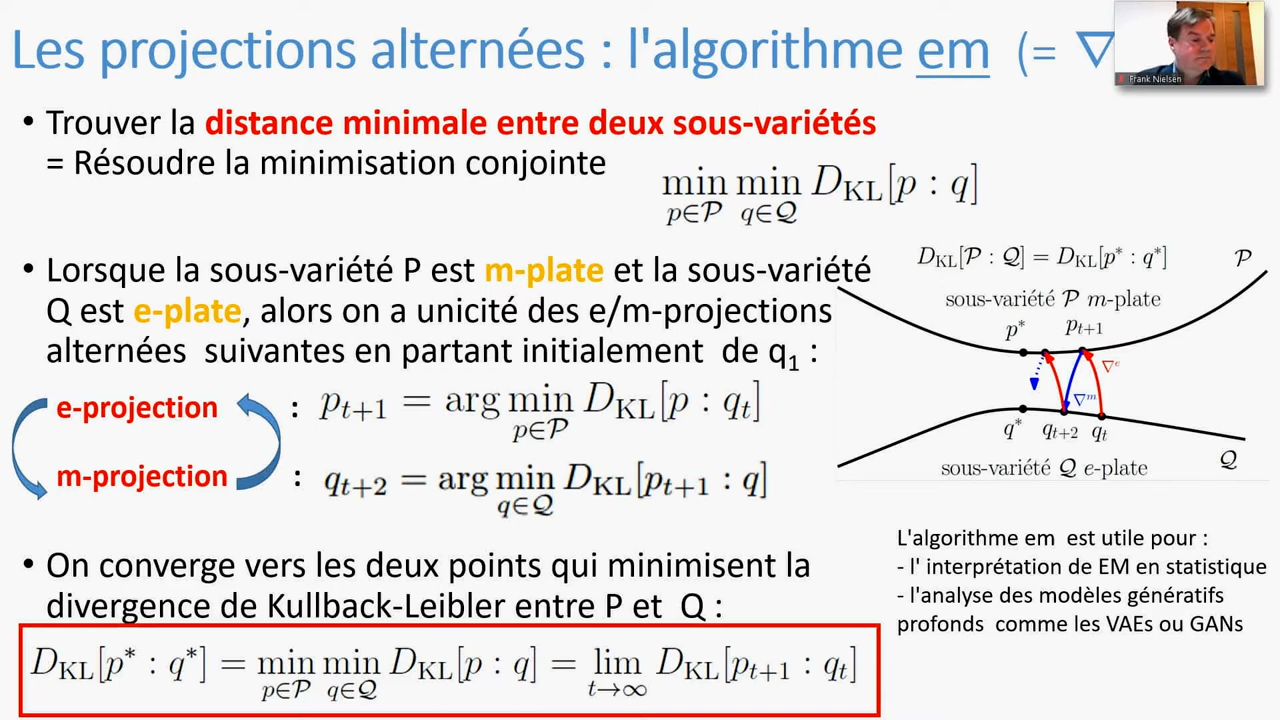 Les projections alternées : l'algorithme em (= ∇
Frank Nielsen
• Trouver la distance minimale entre deux sous-variétés
= Résoudre la minimisation conjointe
min min D_KL[p : q]
p∈𝒫 q∈𝒬
• Lorsque la sous-variété P est m-plate et la sous-variété
Q est e-plate, alors on a unicité des e/m-projections
alternées suivantes en partant initialement de q₁ :
e-projection : p_{t+1} = arg min D_KL[p : q_t]
p∈𝒫
m-projection : q_{t+2} = arg min D_KL[p_{t+1} : q]
q∈𝒬
D_KL[𝒫 : 𝒬] = D_KL[p* : q*]
𝒫
sous-variété 𝒫 m-plate
p* p_{t+1}
∇^e
∇^m
q* q_{t+2} q_t
𝒬
sous-variété 𝒬 e-plate
• On converge vers les deux points qui minimisent la
divergence de Kullback-Leibler entre P et Q :
D_KL[p* : q*] = min min D_KL[p : q] = lim D_KL[p_{t+1} : q_t]
p∈𝒫 q∈𝒬 t→∞
L'algorithme em est utile pour :
- l' interprétation de EM en statistique
- l'analyse des modèles génératifs
profonds comme les VAEs ou GANs